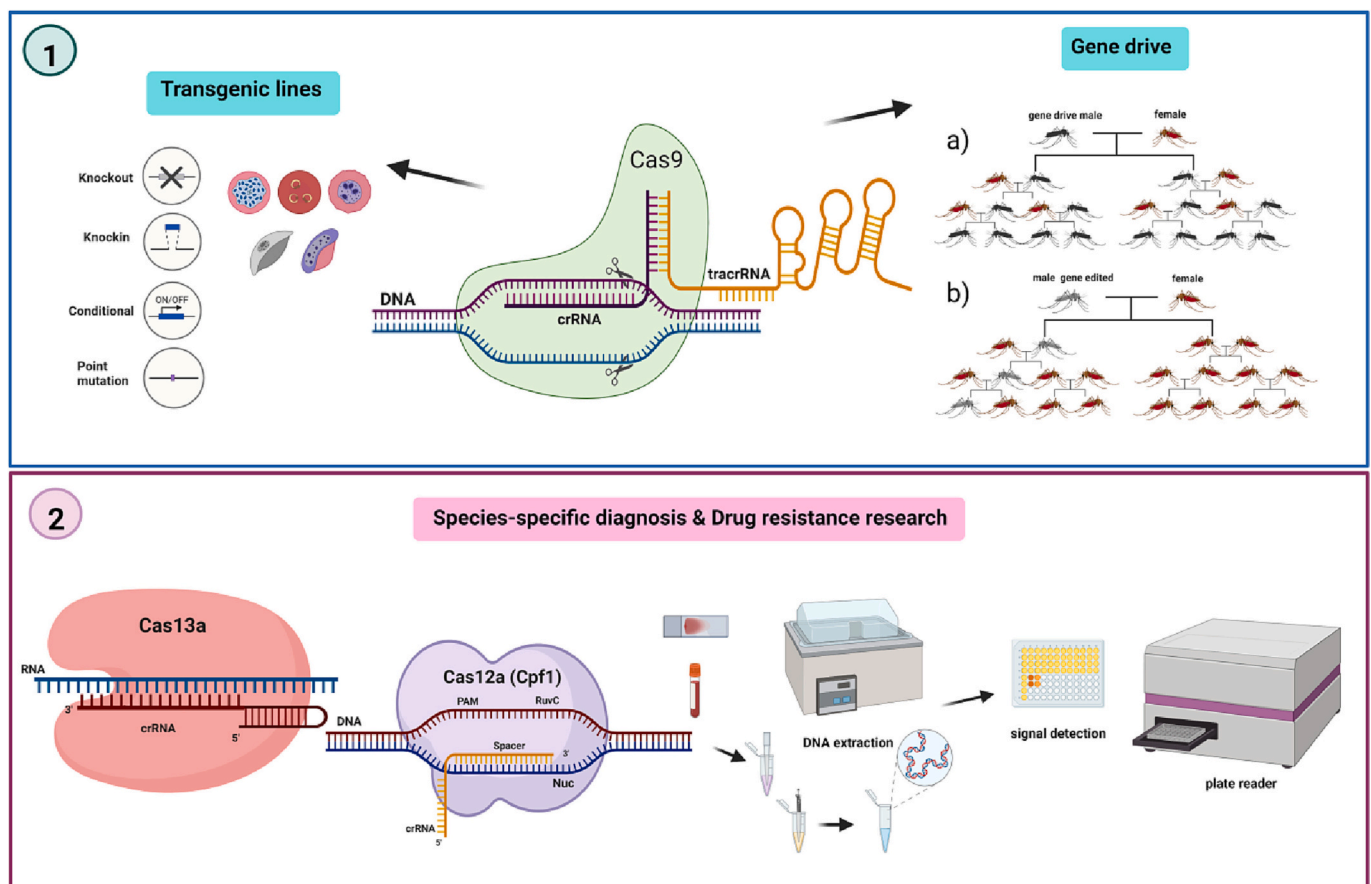 1
Transgenic lines
Knockout
Knockin
Conditional
ON/OFF
Point
mutation
Cas9
DNA
crRNA
tracrRNA
Gene drive
a)
gene drive male
female
b)
male gene edited
female
2
Species-specific diagnosis & Drug resistance research
Cas13a
RNA
3'
crRNA
5'
DNA
Cas12a (Cpf1)
PAM
RuvC
Spacer
3'
Nuc
crRNA
5'
DNA extraction
signal detection
plate reader